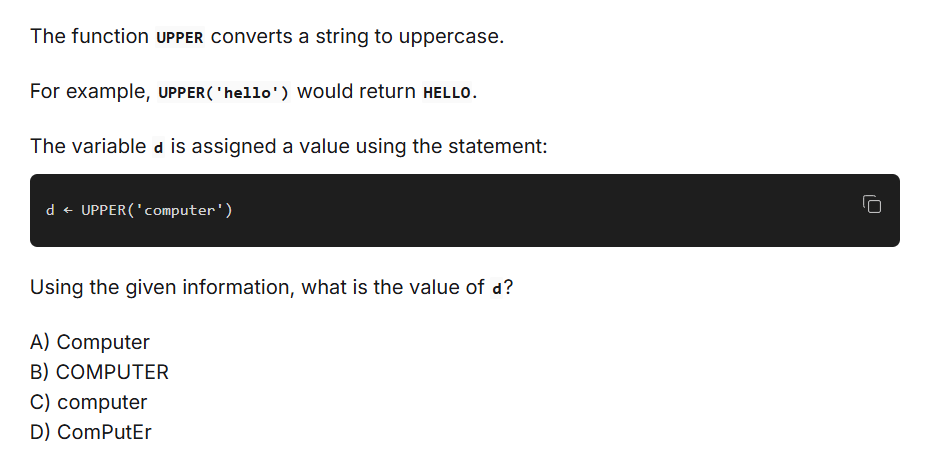 The function UPPER converts a string to uppercase.
For example, UPPER('hello') would return HELLO.
The variable d is assigned a value using the statement:
d ← UPPER('computer')
Using the given information, what is the value of d?
A) Computer
B) COMPUTER
C) computer
D) ComPutEr